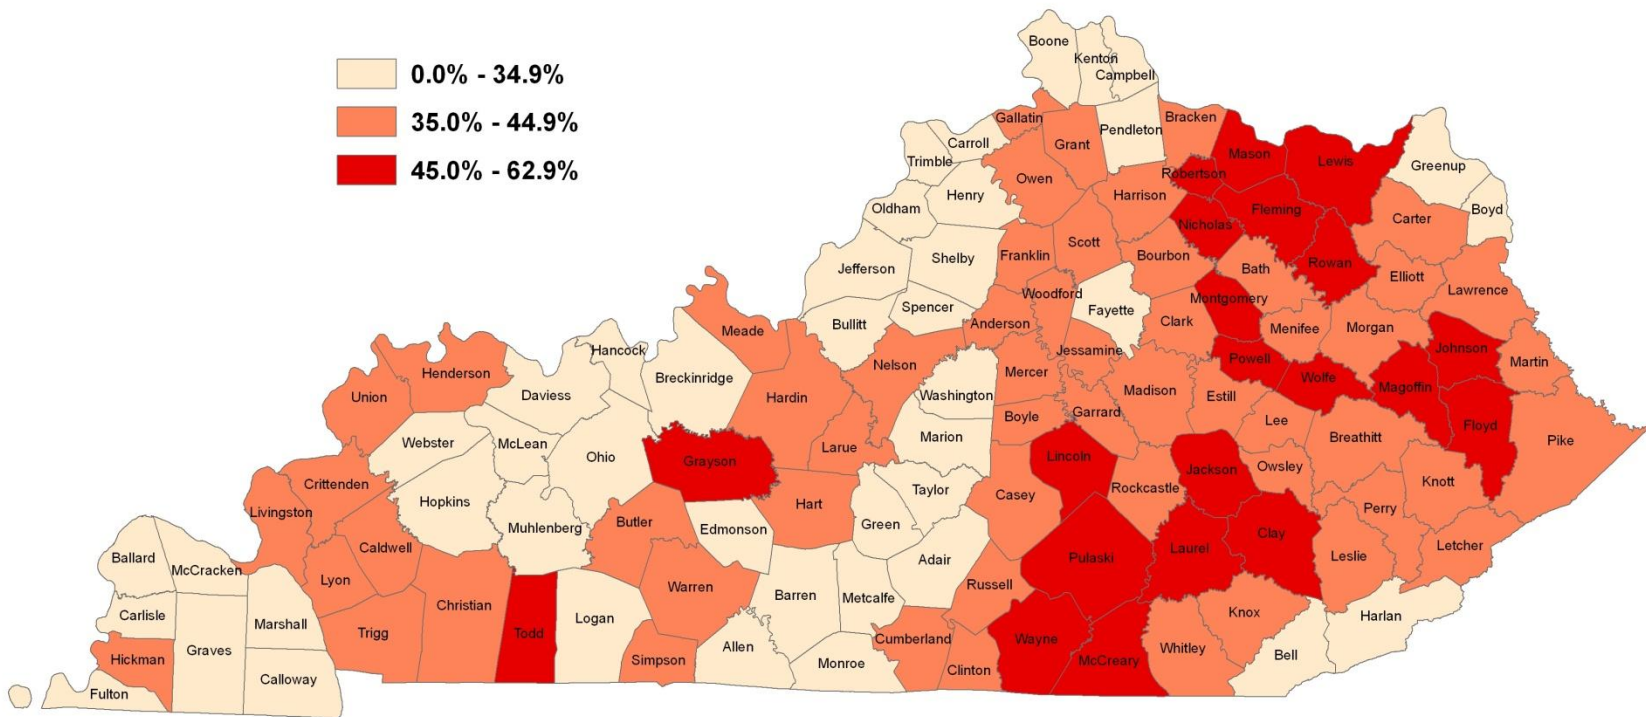 0.0% - 34.9%
35.0% - 44.9%
45.0% - 62.9%
Boone
Kenton
Campbell
Gallatin
Grant
Pendleton
Bracken
Carroll
Trimble
Owen
Mason
Lewis
Greenup
Robertson
Harrison
Henry
Oldham
Boyd
Fleming
Carter
Nicholas
Scott
Franklin
Bourbon
Shelby
Jefferson
Rowan
Bath
Elliott
Lawrence
Woodford
Montgomery
Spencer
Fayette
Bullitt
Anderson
Clark
Menifee
Morgan
Meade
Johnson
Hancock
Jessamine
Powell
Martin
Nelson
Henderson
Breckinridge
Mercer
Wolfe
Magoffin
Union
Daviess
Washington
Hardin
Madison
Estill
Garrard
Boyle
Lee
Floyd
Marion
Breathitt
Pike
Webster
McLean
Larue
Ohio
Lincoln
Grayson
Jackson
Owsley
Crittenden
Rockcastle
Knott
Taylor
Casey
Hopkins
Hart
Perry
Livingston
Butler
Green
Muhlenberg
Edmonson
Clay
Letcher
Caldwell
Laurel
Leslie
Pulaski
Ballard
Adair
McCracken
Lyon
Russell
Warren
Barren
Metcalfe
Christian
Carlisle
Knox
Harlan
Logan
Marshall
Trigg
Todd
Cumberland
Wayne
Allen
Graves
Whitley
Bell
Hickman
Simpson
McCreary
Monroe
Clinton
Calloway
Fulton